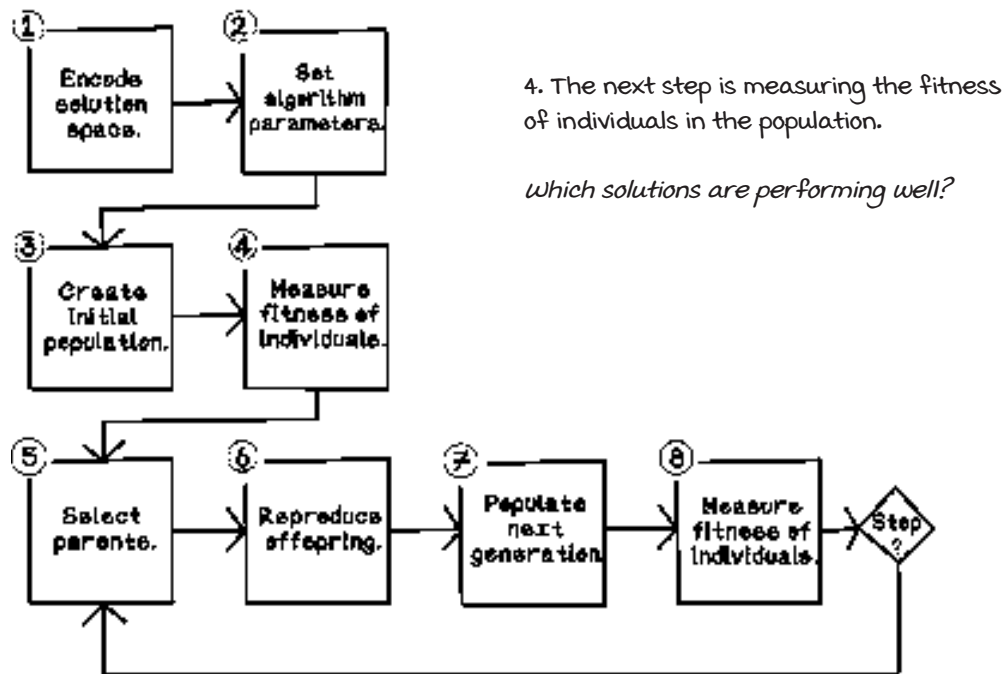 1
Encode
solution
space.
2
Set
algorithm
parameters.
4. The next step is measuring the fitness
of individuals in the population.
Which solutions are performing well?
3
Create
initial
population.
4
Measure
fitness of
individuals.
5
Select
parents.
6
Reproduce
offspring.
7
Populate
next
generation.
8
Measure
fitness of
individuals.
Stop
?